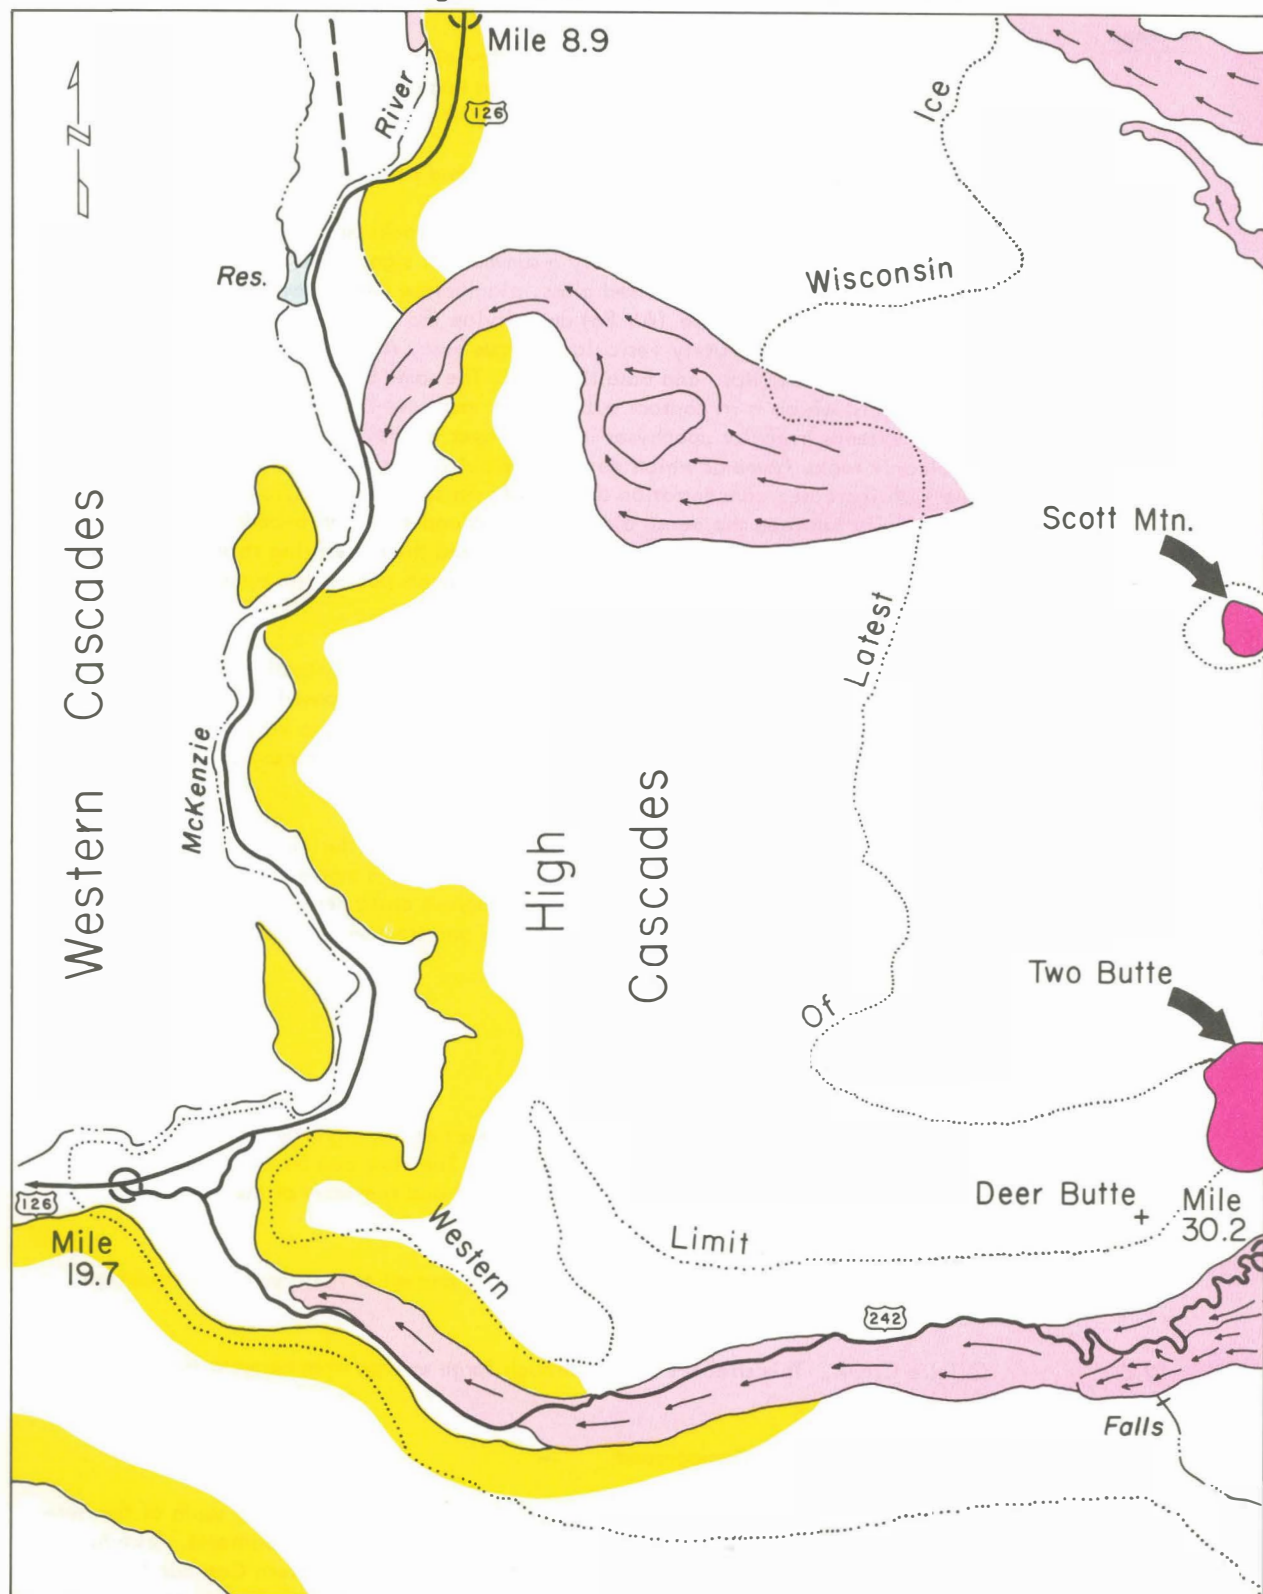 Mile 8.9
126
River
N
Ice
Res.
Wisconsin
Scott Mtn.
Western Cascades
Latest
McKenzie
High
Cascades
Two Butte
Of
126
Mile
19.7
Western
Limit
Deer Butte
Mile
30.2
242
Falls